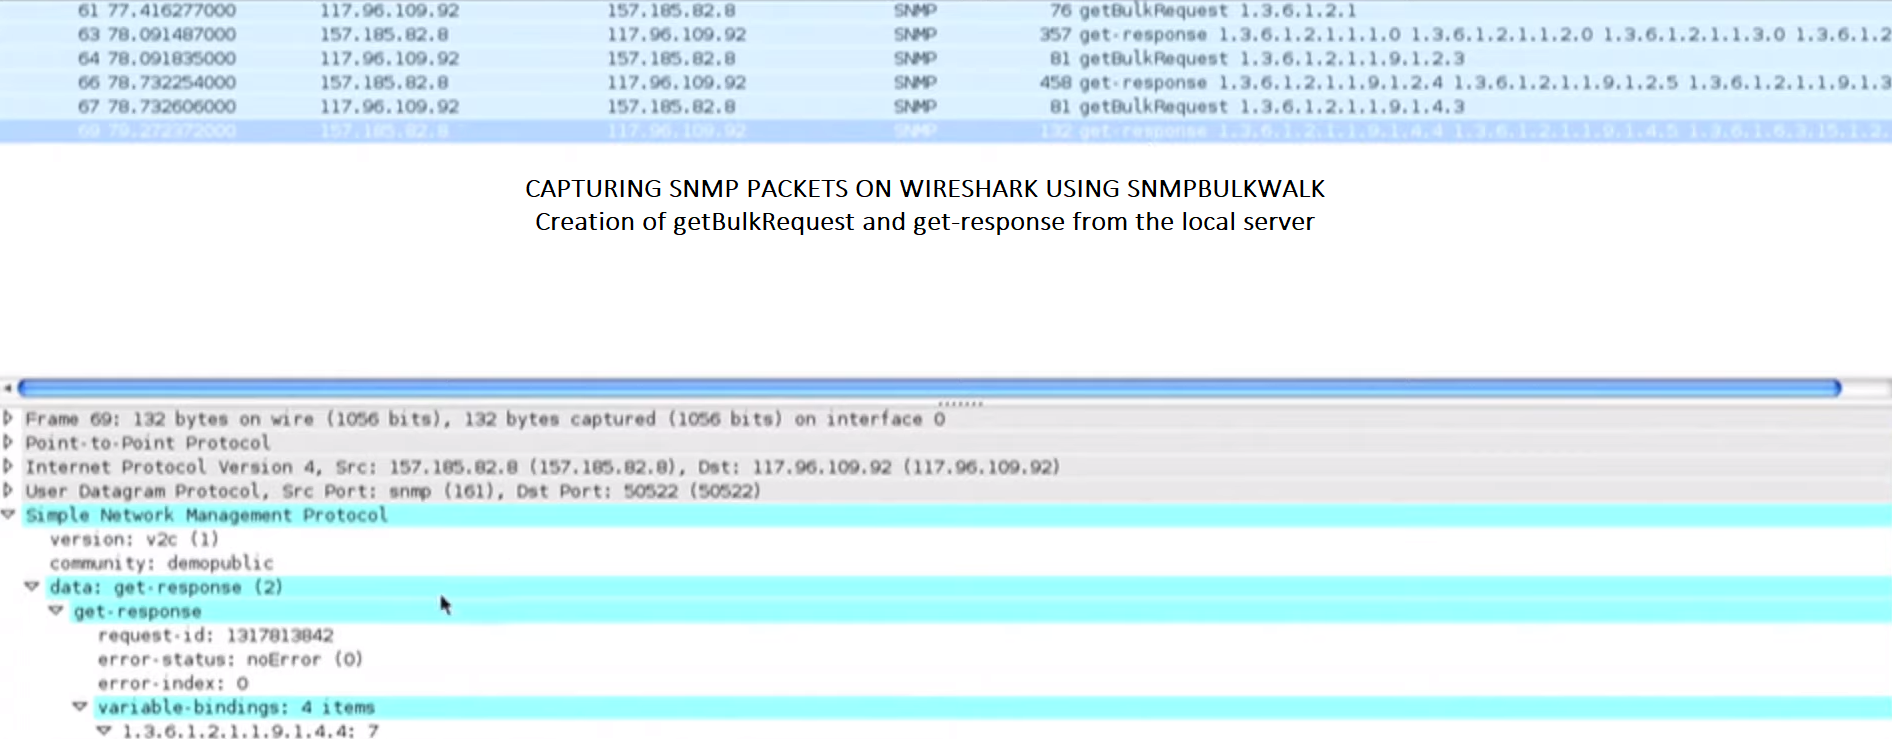 61 77.416277000 117.96.109.92 157.185.82.8 SNMP 76 getBulkRequest 1.3.6.1.2.1
63 78.091487000 157.185.82.8 117.96.109.92 SNMP 357 get-response 1.3.6.1.2.1.1.1.0 1.3.6.1.2.1.1.2.0 1.3.6.1.2.1.1.3.0 1.3.6.1.2
64 78.091835000 117.96.109.92 157.185.82.8 SNMP 81 getBulkRequest 1.3.6.1.2.1.1.9.1.2.3
66 78.732254000 157.185.82.8 117.96.109.92 SNMP 458 get-response 1.3.6.1.2.1.1.9.1.2.4 1.3.6.1.2.1.1.9.1.2.5 1.3.6.1.2.1.1.9.1.3
67 78.732606000 117.96.109.92 157.185.82.8 SNMP 81 getBulkRequest 1.3.6.1.2.1.1.9.1.4.3
69 79.272372000 157.185.82.8 117.96.109.92 SNMP 132 get-response 1.3.6.1.2.1.1.9.1.4.4 1.3.6.1.2.1.1.9.1.4.5 1.3.6.1.6.3.15.1.2.
CAPTURING SNMP PACKETS ON WIRESHARK USING SNMPBULKWALK
Creation of getBulkRequest and get-response from the local server
Frame 69: 132 bytes on wire (1056 bits), 132 bytes captured (1056 bits) on interface 0
Point-to-Point Protocol
Internet Protocol Version 4, Src: 157.185.82.8 (157.185.82.8), Dst: 117.96.109.92 (117.96.109.92)
User Datagram Protocol, Src Port: snmp (161), Dst Port: 50522 (50522)
Simple Network Management Protocol
version: v2c (1)
community: demopublic
data: get-response (2)
get-response
request-id: 1317813842
error-status: noError (0)
error-index: 0
variable-bindings: 4 items
1.3.6.1.2.1.1.9.1.4.4: 7